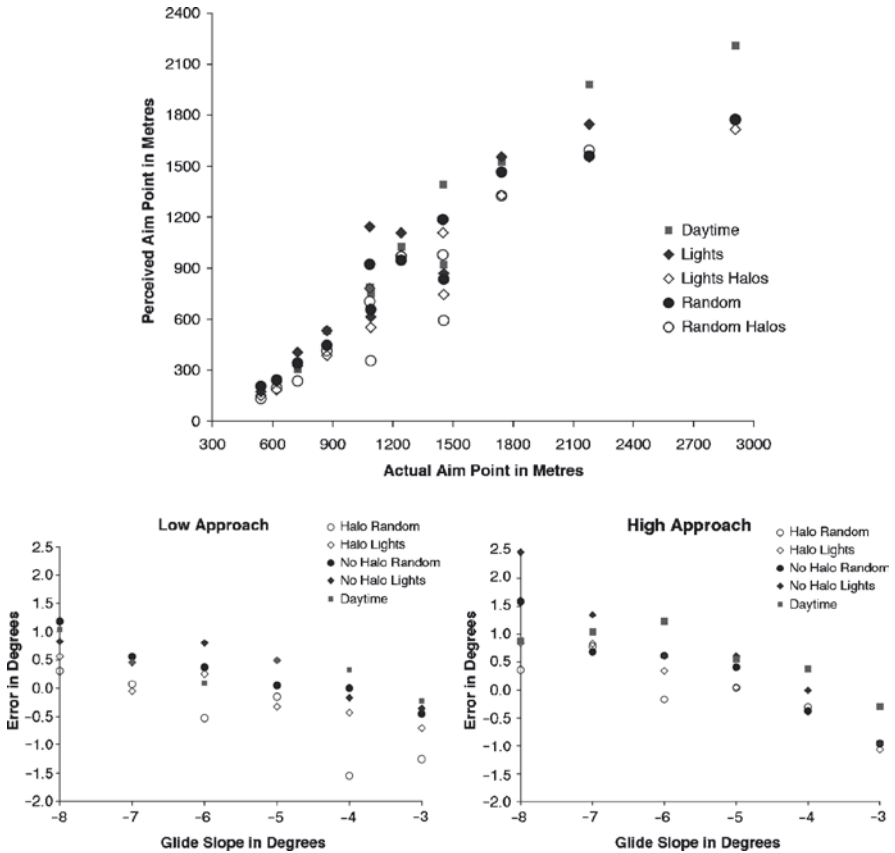 2400
2100
1800
1500
1200
900
600
300
0
Perceived Aim Point in Metres
Daytime
Lights
Lights Halos
Random
Random Halos
300 600 900 1200 1500 1800 2100 2400 2700 3000
Actual Aim Point in Metres
Low Approach
Halo Random
Halo Lights
No Halo Random
No Halo Lights
Daytime
2.5
2.0
1.5
1.0
0.5
0.0
−0.5
−1.0
−1.5
−2.0
Error in Degrees
−8 −7 −6 −5 −4 −3
Glide Slope in Degrees
High Approach
Halo Random
Halo Lights
No Halo Random
No Halo Lights
Daytime
2.5
2.0
1.5
1.0
0.5
0.0
−0.5
−1.0
−1.5
−2.0
Error in Degrees
−8 −7 −6 −5 −4 −3
Glide Slope in Degrees